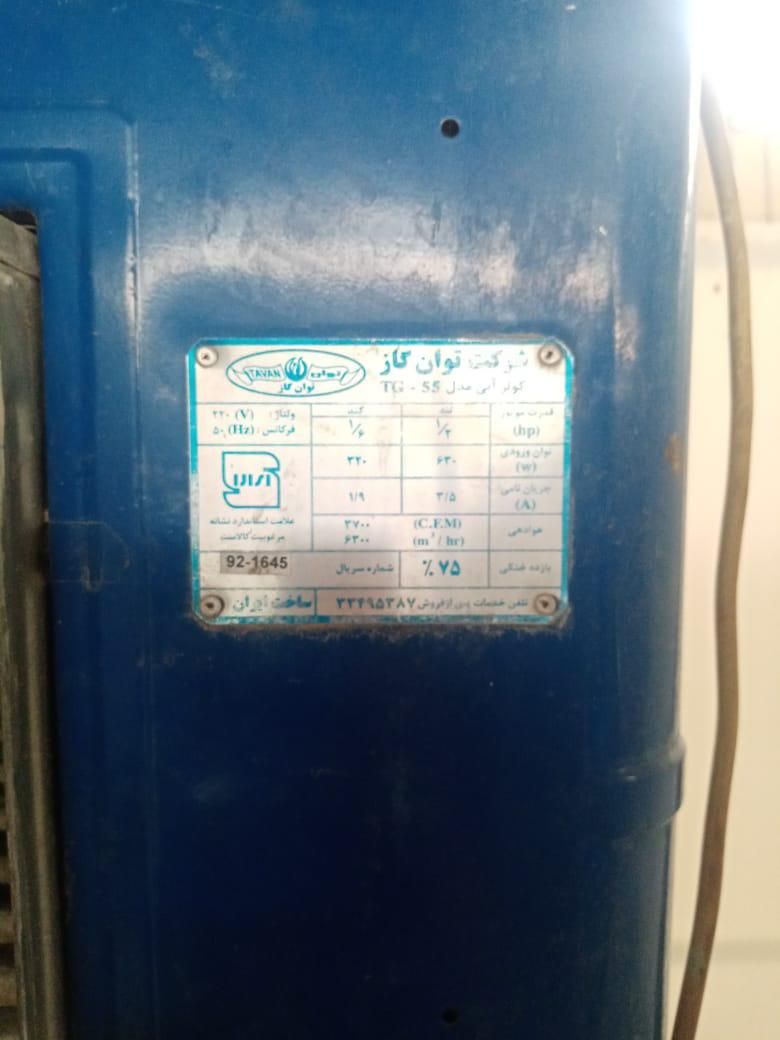 شرکت توان گاز
کولر آبی مدل TG - 55
TAVAN توان
توان گاز
قدرت موتور (hp) تند ۱/۲ کند ۱/۶ ولتاژ: (V) ۲۲۰ فرکانس: (Hz) ۵۰
توان ورودی (w) ۶۳۰ ۳۲۰
جریان نامی (A) ۳/۵ ۱/۹
علامت استاندارد نشانه
مرغوبیت کالاست
هوادهی (C.F.M) ۳۷۰۰
(m³/hr) ۶۳۰۰
بازده خنکی ۷۵ ٪ شماره سریال 92-1645
تلفن خدمات پس از فروش ۳۳۴۹۵۳۸۷ ساخت ایران